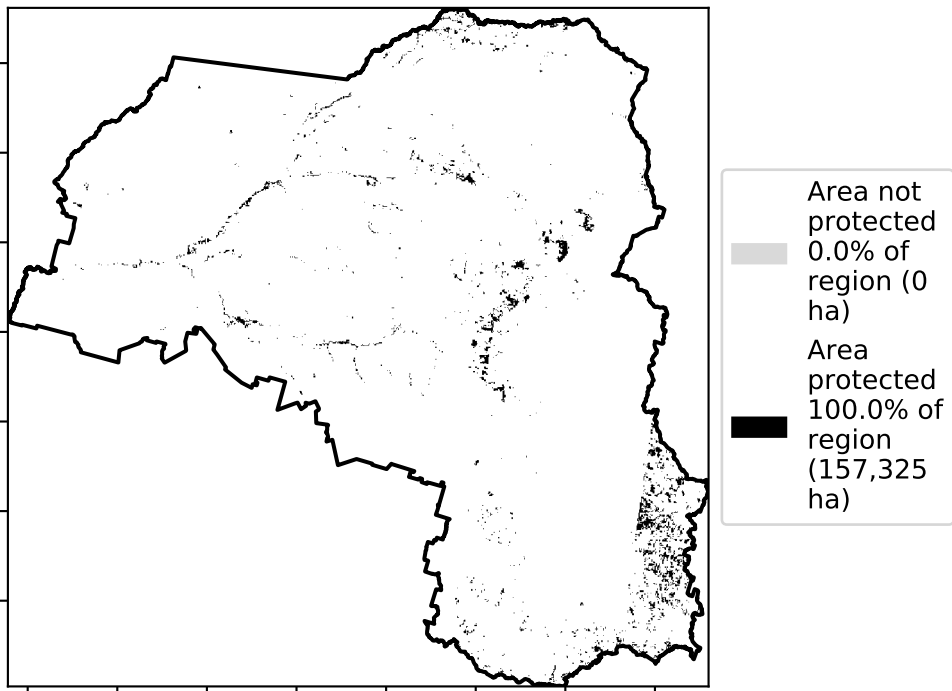 Area not
protected
0.0% of
region (0
ha)
Area
protected
100.0% of
region
(157,325
ha)